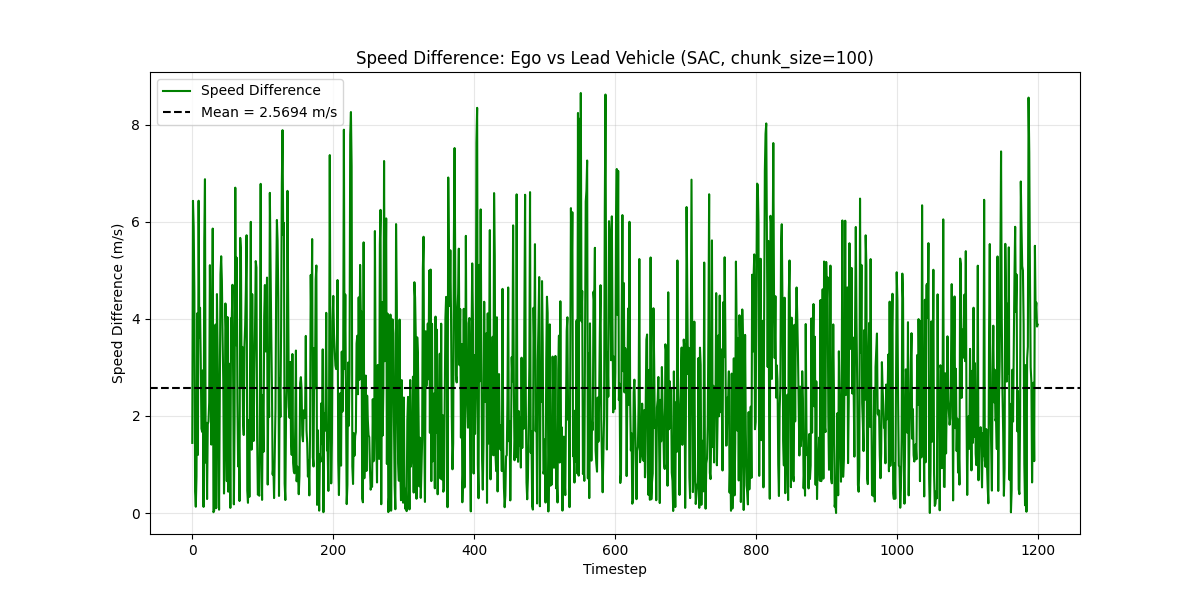 Speed Difference: Ego vs Lead Vehicle (SAC, chunk_size=100)
Speed Difference
Mean = 2.5694 m/s
Speed Difference (m/s)
8
6
4
2
0
0 200 400 600 800 1000 1200
Timestep